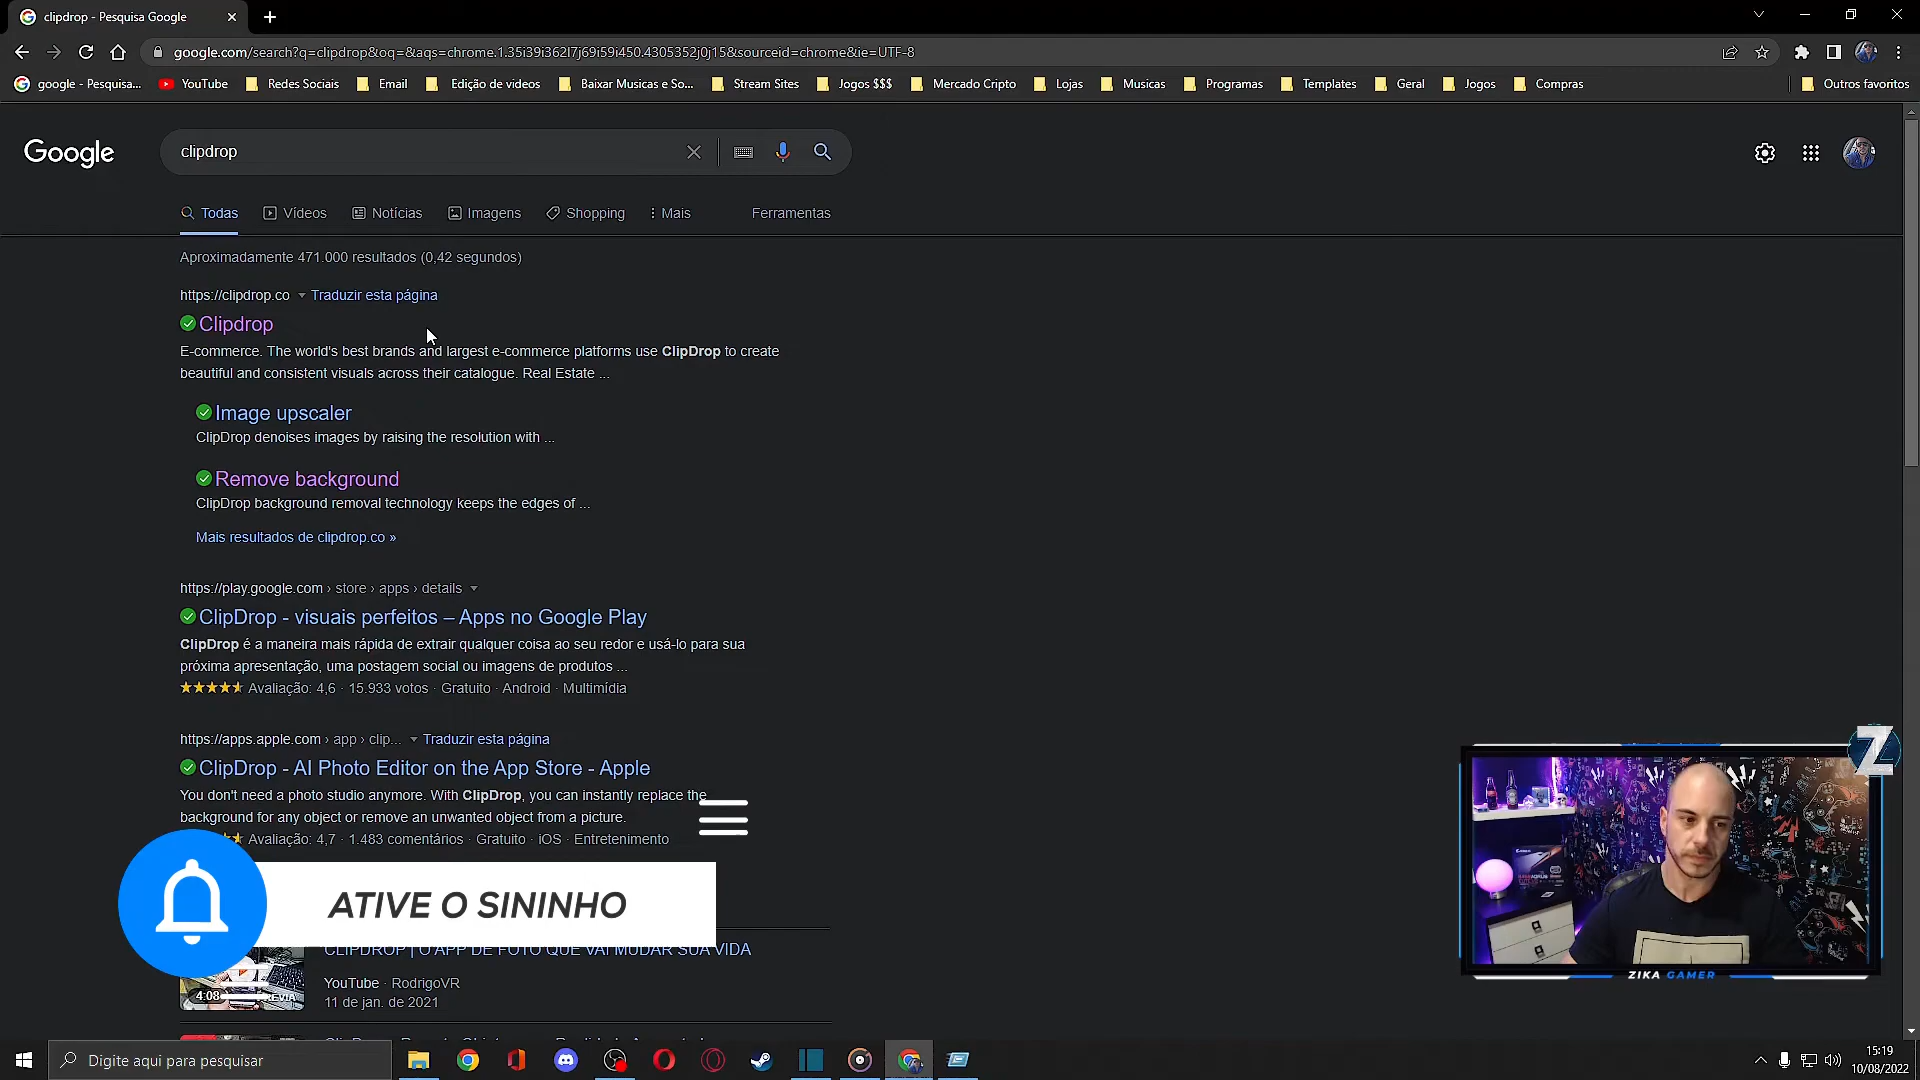 clipdrop - Pesquisa Google
google.com/search?q=clipdrop&oq=&aqs=chrome.1.35i39i362l7j69i59i450.4305352j0j15&sourceid=chrome&ie=UTF-8
google - Pesquisa... YouTube Redes Sociais Email Edição de videos Baixar Musicas e So... Stream Sites Jogos $$$ Mercado Cripto Lojas Musicas Programas Templates Geral Jogos Compras Outros favoritos
Google clipdrop
Todas Vídeos Notícias Imagens Shopping Mais Ferramentas
Aproximadamente 471.000 resultados (0,42 segundos)
https://clipdrop.co Traduzir esta página
Clipdrop
E-commerce. The world's best brands and largest e-commerce platforms use ClipDrop to create
beautiful and consistent visuals across their catalogue. Real Estate ...
Image upscaler
ClipDrop denoises images by raising the resolution with ...
Remove background
ClipDrop background removal technology keeps the edges of ...
Mais resultados de clipdrop.co »
https://play.google.com › store › apps › details
ClipDrop - visuais perfeitos – Apps no Google Play
ClipDrop é a maneira mais rápida de extrair qualquer coisa ao seu redor e usá-lo para sua
próxima apresentação, uma postagem social ou imagens de produtos ...
Avaliação: 4,6 · 15.933 votos · Gratuito · Android · Multimídia
https://apps.apple.com › app › clip... Traduzir esta página
ClipDrop - AI Photo Editor on the App Store - Apple
You don't need a photo studio anymore. With ClipDrop, you can instantly replace the
background for any object or remove an unwanted object from a picture.
Avaliação: 4,7 · 1.483 comentários · Gratuito · iOS · Entretenimento
ATIVE O SININHO
CLIPDROP | O APP DE FOTO QUE VAI MUDAR SUA VIDA
YouTube · RodrigoVR
11 de jan. de 2021
4:08
Z
ZIKA GAMER
Digite aqui para pesquisar
15:19
10/08/2022